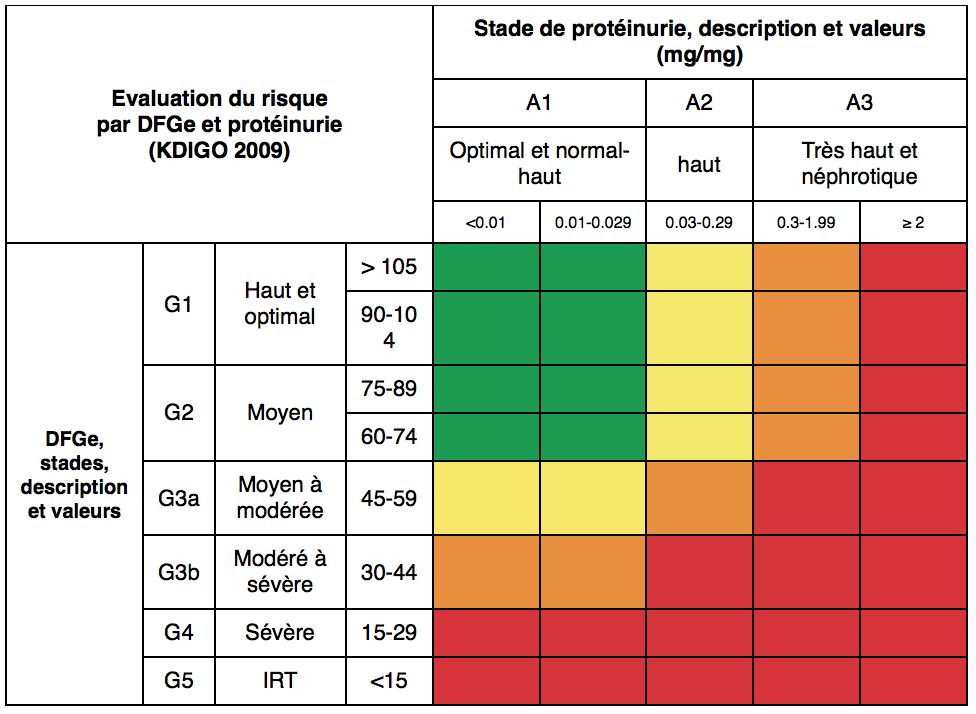 Stade de protéinurie, description et valeurs
(mg/mg)
Evaluation du risque
par DFGe et protéinurie
(KDIGO 2009)
A1
A2
A3
Optimal et normal-
haut
haut
Très haut et
néphrotique
<0.01
0.01-0.029
0.03-0.29
0.3-1.99
≥ 2
DFGe,
stades,
description
et valeurs
G1
Haut et
optimal
> 105
90-10
4
G2
Moyen
75-89
60-74
G3a
Moyen à
modérée
45-59
G3b
Modéré à
sévère
30-44
G4
Sévère
15-29
G5
IRT
<15